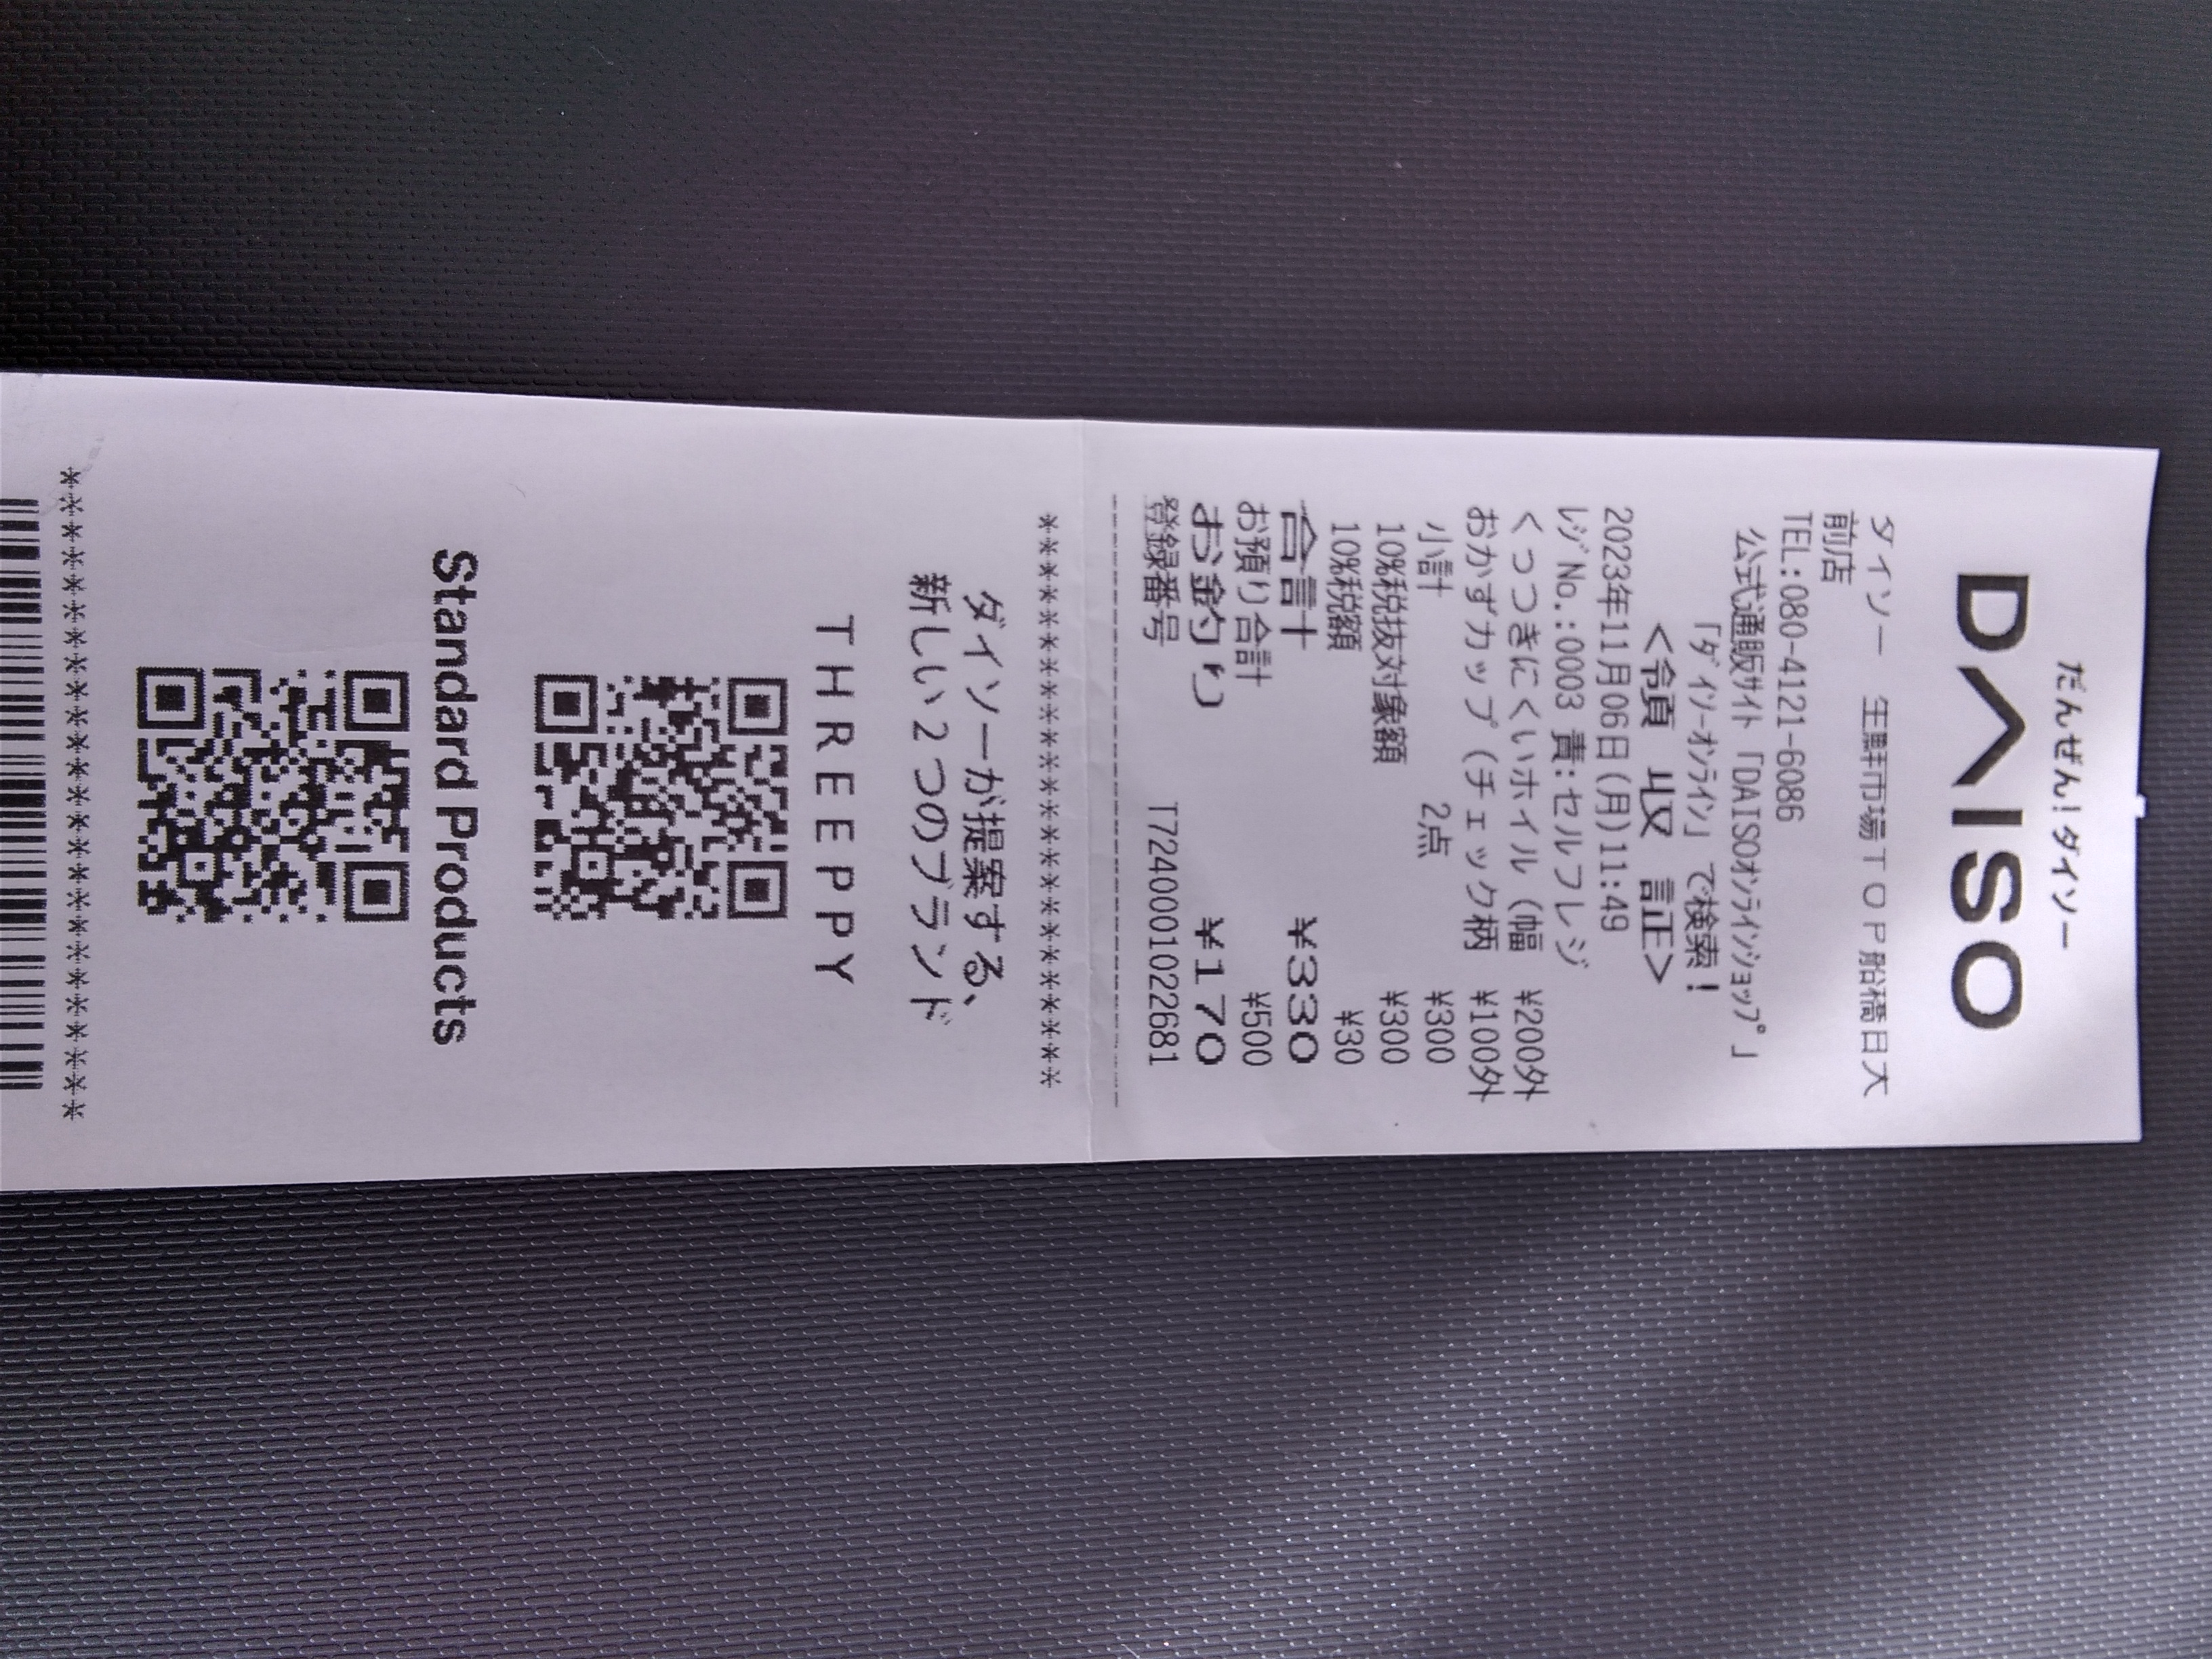 だんぜん!ダイソー
DAISO
ダイソー 生鮮市場TOP船橋日大
前店
TEL:080-4121-6086
公式通販サイト「DAISOオンラインショップ」
「ダイソーオンライン」で検索!
<領 収 証正>
2023年11月06日(月)11:49
レジNo.:0003 責:セルフレジ
くっつきにくいホイル(幅 ¥200外
おかずカップ(チェック柄 ¥100外
小計 2点 ¥300
10%税抜対象額 ¥300
10%税額 ¥30
合計 ¥330
お預り合計 ¥500
お釣り ¥170
登録番号 T7240001022681
ダイソーが提案する、
新しい2つのブランド
THREEPPY
Standard Products